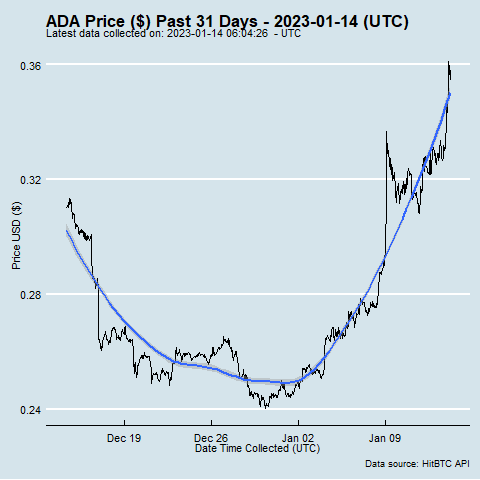 ADA Price ($) Past 31 Days - 2023-01-14 (UTC)
Latest data collected on: 2023-01-14 06:04:26 - UTC
0.36
0.32
0.28
0.24
Price USD ($)
Dec 19
Dec 26
Jan 02
Jan 09
Date Time Collected (UTC)
Data source: HitBTC API